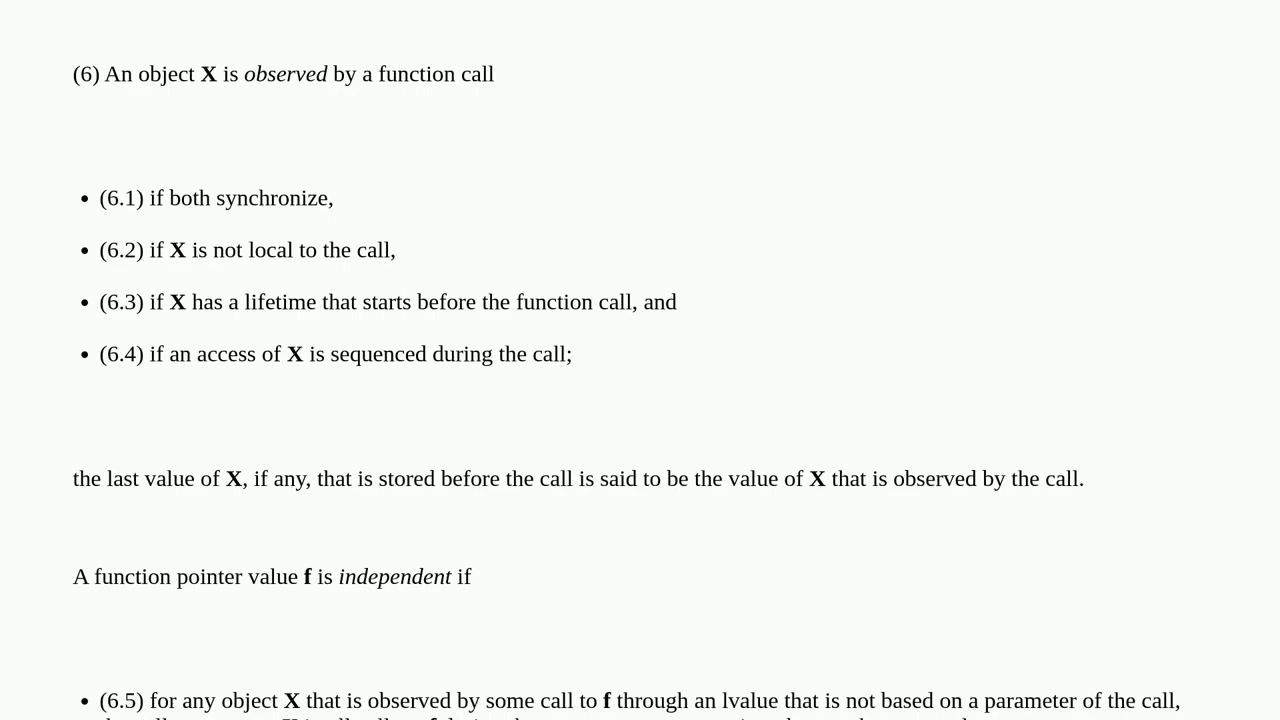 (6) An object X is observed by a function call
• (6.1) if both synchronize,
• (6.2) if X is not local to the call,
• (6.3) if X has a lifetime that starts before the function call, and
• (6.4) if an access of X is sequenced during the call;
the last value of X, if any, that is stored before the call is said to be the value of X that is observed by the call.
A function pointer value f is independent if
• (6.5) for any object X that is observed by some call to f through an lvalue that is not based on a parameter of the call,